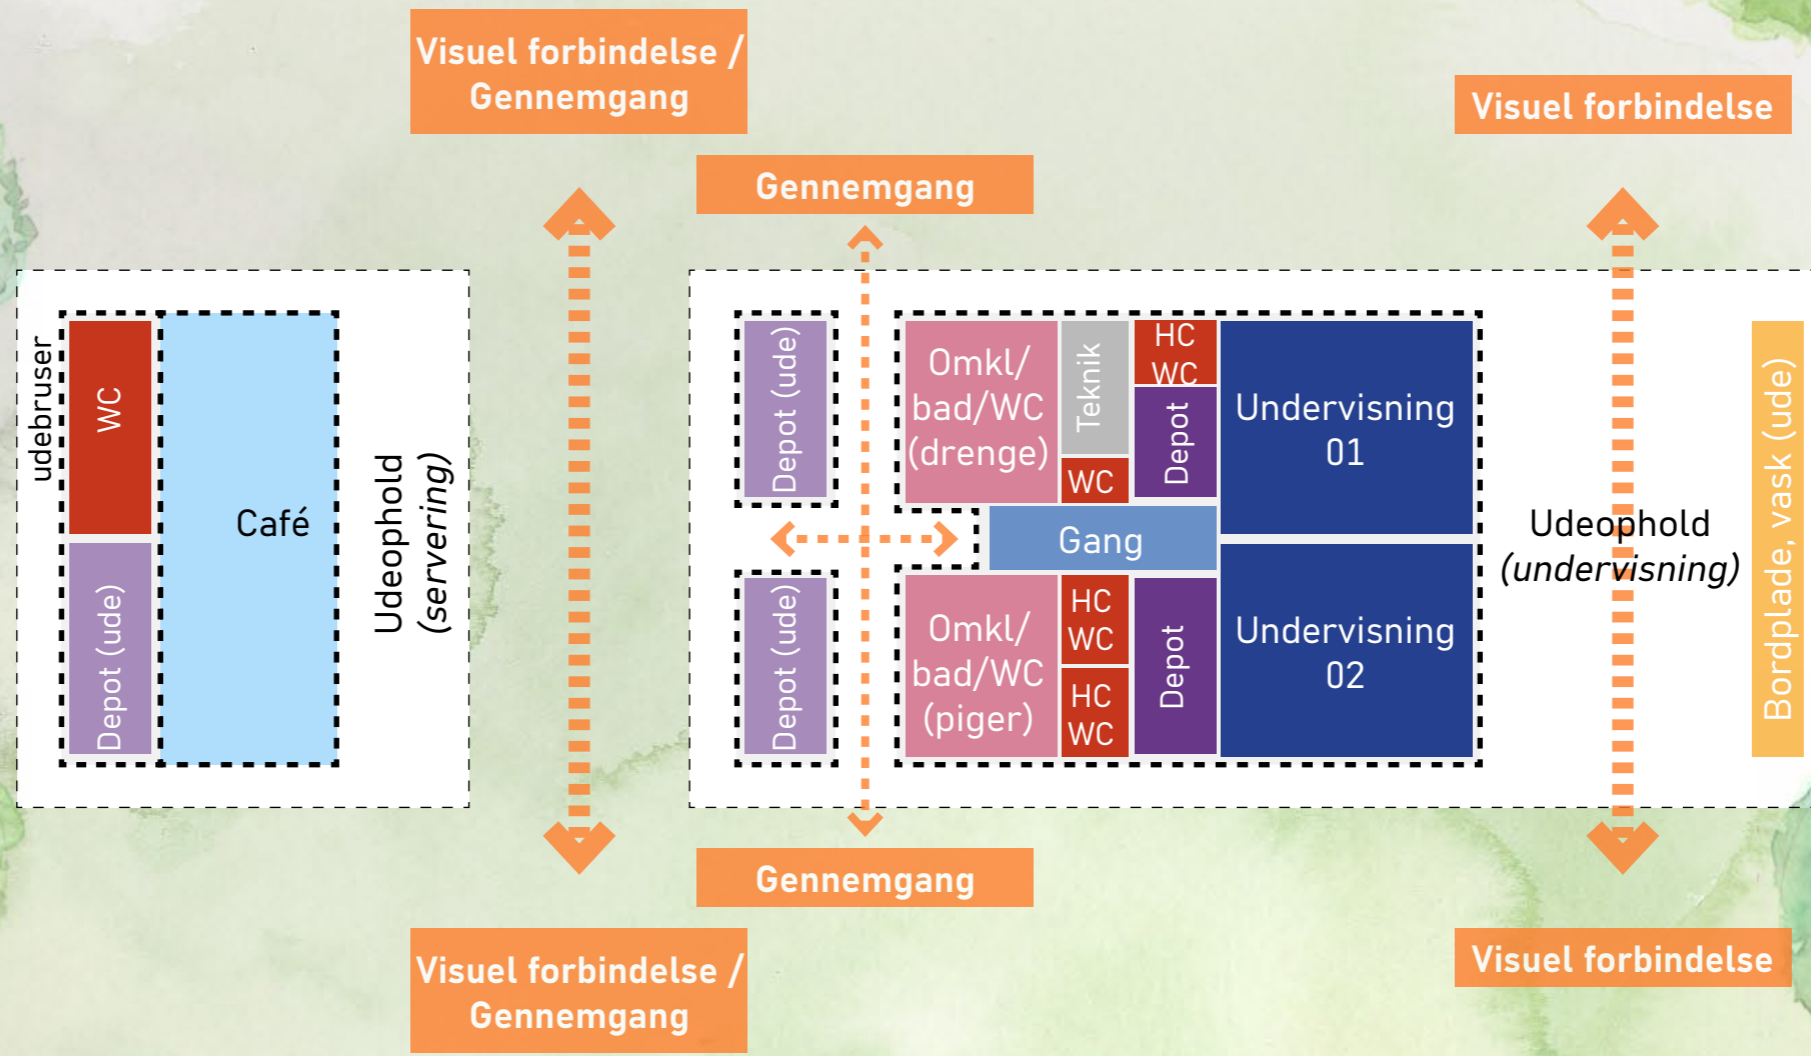 Visuel forbindelse /
Gennemgang
Visuel forbindelse
Gennemgang
udebruser
WC
Depot (ude)
Café
Udeophold
(servering)
Depot (ude)
Depot (ude)
Omkl/
bad/WC
(drenge)
Teknik
WC
HC
WC
Depot
Undervisning
01
Gang
Omkl/
bad/WC
(piger)
HC
WC
HC
WC
Depot
Undervisning
02
Udeophold
(undervisning)
Bordplade, vask (ude)
Gennemgang
Visuel forbindelse /
Gennemgang
Visuel forbindelse